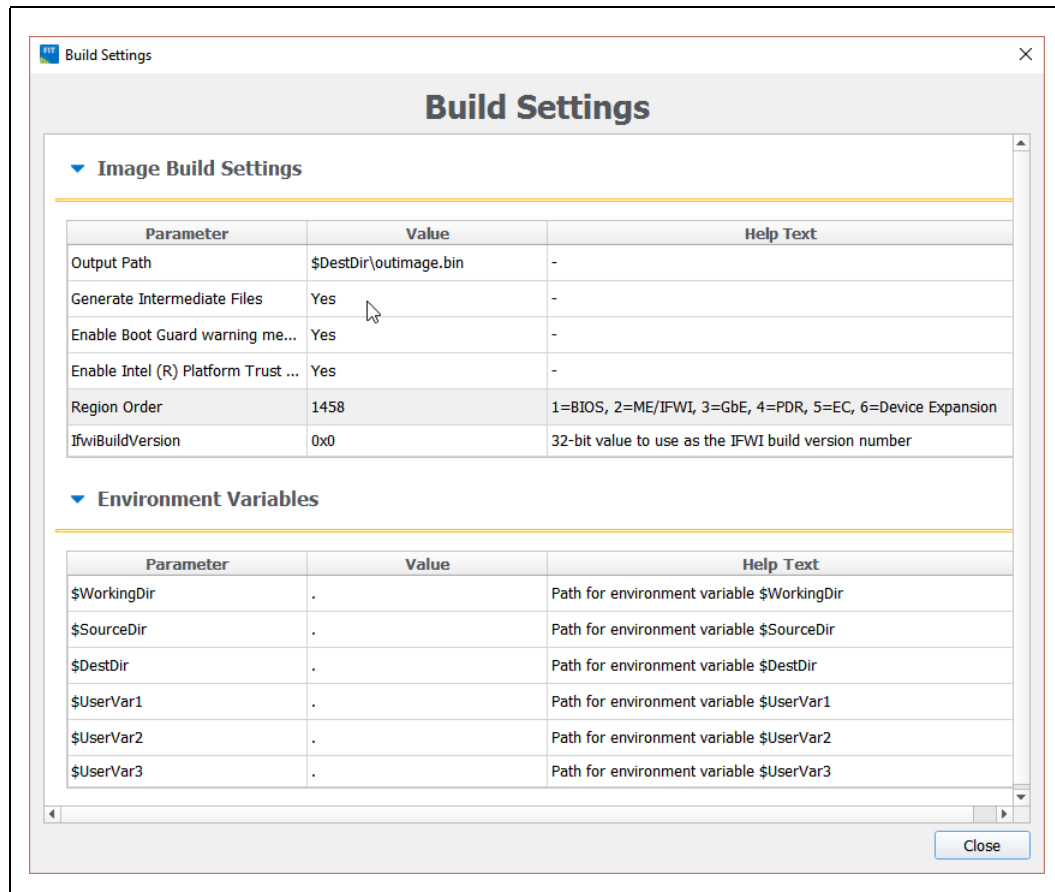 FIT Build Settings
Build Settings
Image Build Settings
Parameter Value Help Text
Output Path $DestDir\outimage.bin -
Generate Intermediate Files Yes -
Enable Boot Guard warning me... Yes -
Enable Intel (R) Platform Trust ... Yes -
Region Order 1458 1=BIOS, 2=ME/IFWI, 3=GbE, 4=PDR, 5=EC, 6=Device Expansion
IfwiBuildVersion 0x0 32-bit value to use as the IFWI build version number
Environment Variables
Parameter Value Help Text
$WorkingDir . Path for environment variable $WorkingDir
$SourceDir . Path for environment variable $SourceDir
$DestDir . Path for environment variable $DestDir
$UserVar1 . Path for environment variable $UserVar1
$UserVar2 . Path for environment variable $UserVar2
$UserVar3 . Path for environment variable $UserVar3
Close